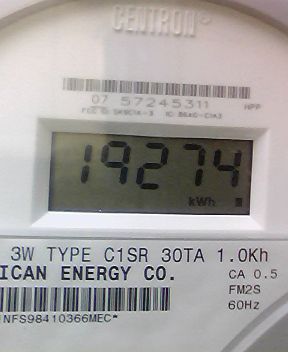 CENTRON®
07 57245311 HPP
19274
kWh
3W TYPE C1SR 30TA 1.0Kh
ICAN ENERGY CO. CA 0.5
FM2S
60Hz
NFS98410366MEC*